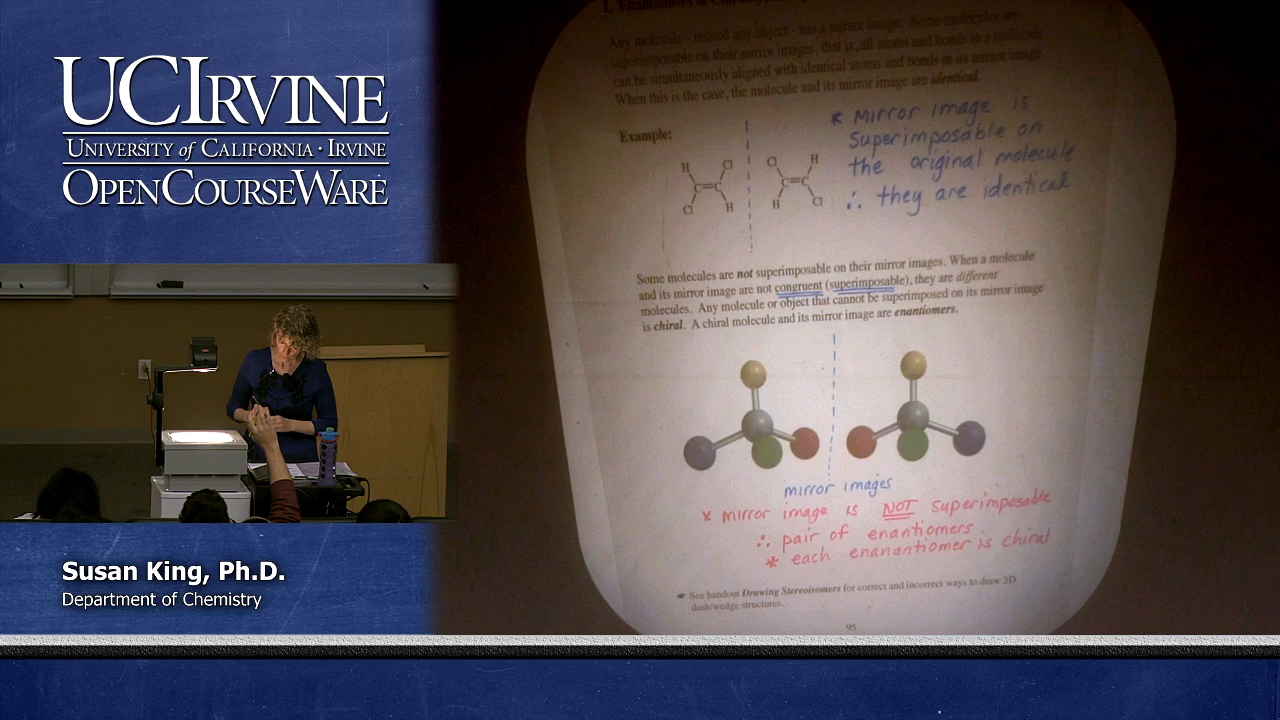 UCIRVINE
UNIVERSITY of CALIFORNIA · IRVINE
OPENCOURSEWARE
Susan King, Ph.D.
Department of Chemistry
Any molecule - indeed any object - has a mirror image. Some molecules are
superimposable on their mirror images, that is, all atoms and bonds in a molecule
can be simultaneously aligned with identical atoms and bonds in its mirror image.
When this is the case, the molecule and its mirror image are identical.
Example:
* Mirror image is
superimposable on
the original molecule
∴ they are identical
H Cl
C=C
Cl H
Cl H
C=C
H Cl
Some molecules are not superimposable on their mirror images. When a molecule
and its mirror image are not congruent (superimposable), they are different
molecules. Any molecule or object that cannot be superimposed on its mirror image
is chiral. A chiral molecule and its mirror image are enantiomers.
mirror images
* mirror image is NOT superimposable
∴ pair of enantiomers
* each enanantiomer is chiral
☛ See handout Drawing Stereoisomers for correct and incorrect ways to draw 3D
dash/wedge structures.
95